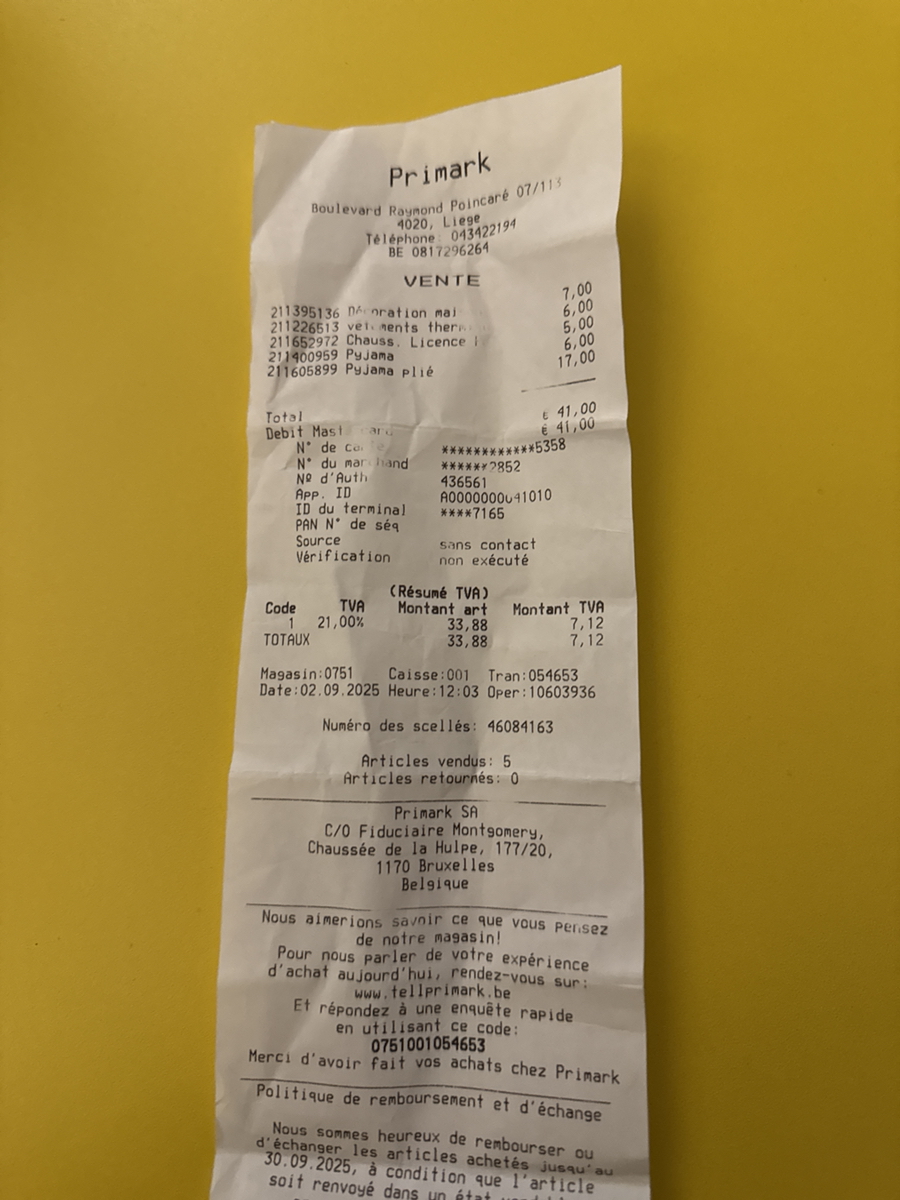 Primark
Boulevard Raymond Poincaré 07/113
4020, Liege
Téléphone: 043422194
BE 0817296264
VENTE
211395136 mai 7,00
211226513 6,00
211652972 Chauss. Licence 5,00
211400959 Pyjama 6,00
211605899 Pyjama plié 17,00
Total € 41,00
Debit € 41,00
N° de ************5358
N° du ******2852
Nº d'Auth 436561
App. ID A0000000041010
ID du terminal ****7165
PAN N° de séq
Source sans contact
Vérification non exécuté
(Résumé TVA)
Code TVA Montant art Montant TVA
1 21,00% 33,88 7,12
TOTAUX 33,88 7,12
Magasin:0751 Caisse:001 Tran:054653
Date:02.09.2025 Heure:12:03 Oper:10603936
Numéro des scellés: 46084163
Articles vendus: 5
Articles retournés: 0
Primark SA
C/O Fiduciaire Montgomery,
Chaussée de la Hulpe, 177/20,
1170 Bruxelles
Belgique
Nous aimerions savoir ce que vous pensez
de notre magasin!
Pour nous parler de votre expérience
d'achat aujourd'hui, rendez-vous sur:
www.tellprimark.be
Et répondez à une enquête rapide
en utilisant ce code:
0751001054653
Merci d'avoir fait vos achats chez Primark
Politique de remboursement et d'échange
Nous sommes heureux de rembourser ou
d'échanger les articles achetés jusqu'au
30.09.2025, à condition que l'article
soit renvoyé dans un état